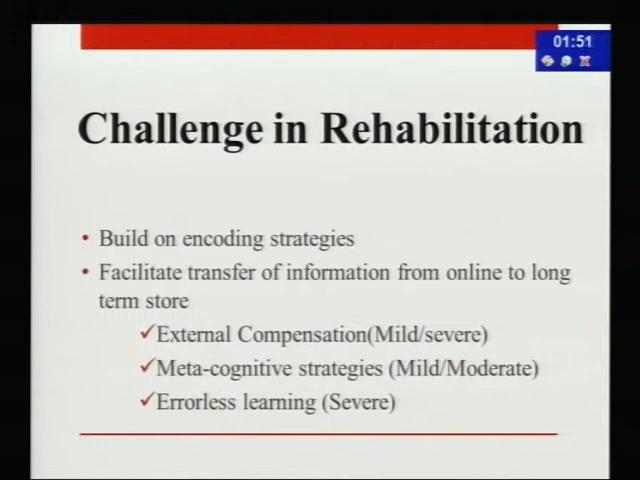 01:51
Challenge in Rehabilitation
• Build on encoding strategies
• Facilitate transfer of information from online to long
term store
✓External Compensation(Mild/severe)
✓Meta-cognitive strategies (Mild/Moderate)
✓Errorless learning (Severe)